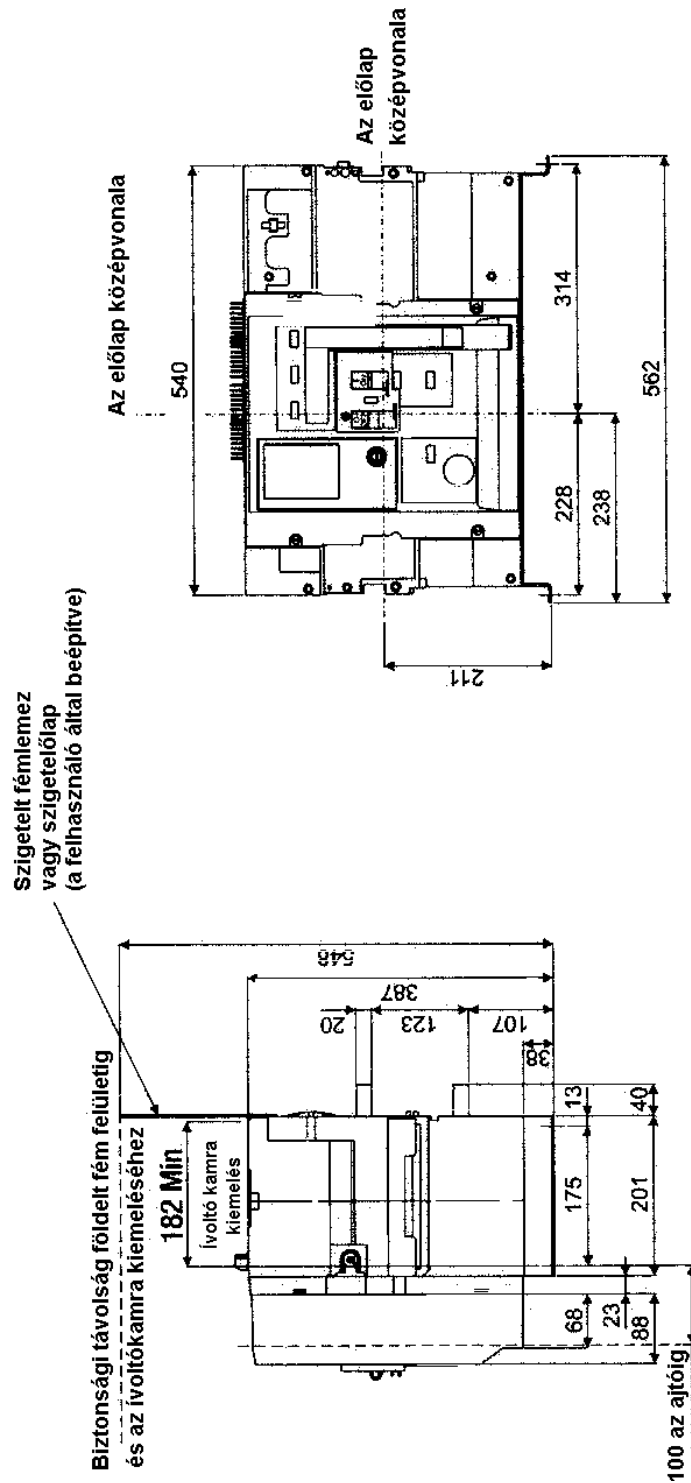 Biztonsági távolság földelt fém felületig
és az ívoltókamra kiemeléséhez
Szigetelt fémlemez
vagy szigetelőlap
(a felhasználó által beépítve)
182 Min
Ívoltó kamra
kiemelés
548
387
20
123
107
38
13
40
175
201
68
23
88
100 az ajtóig
Az előlap középvonala
Az előlap
középvonala
540
211
228
314
238
562